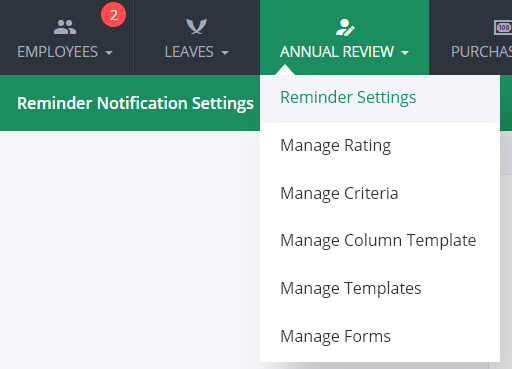 2
EMPLOYEES
LEAVES
ANNUAL REVIEW
100
PURCHAS
Reminder Notification Settings
Reminder Settings
Manage Rating
Manage Criteria
Manage Column Template
Manage Templates
Manage Forms